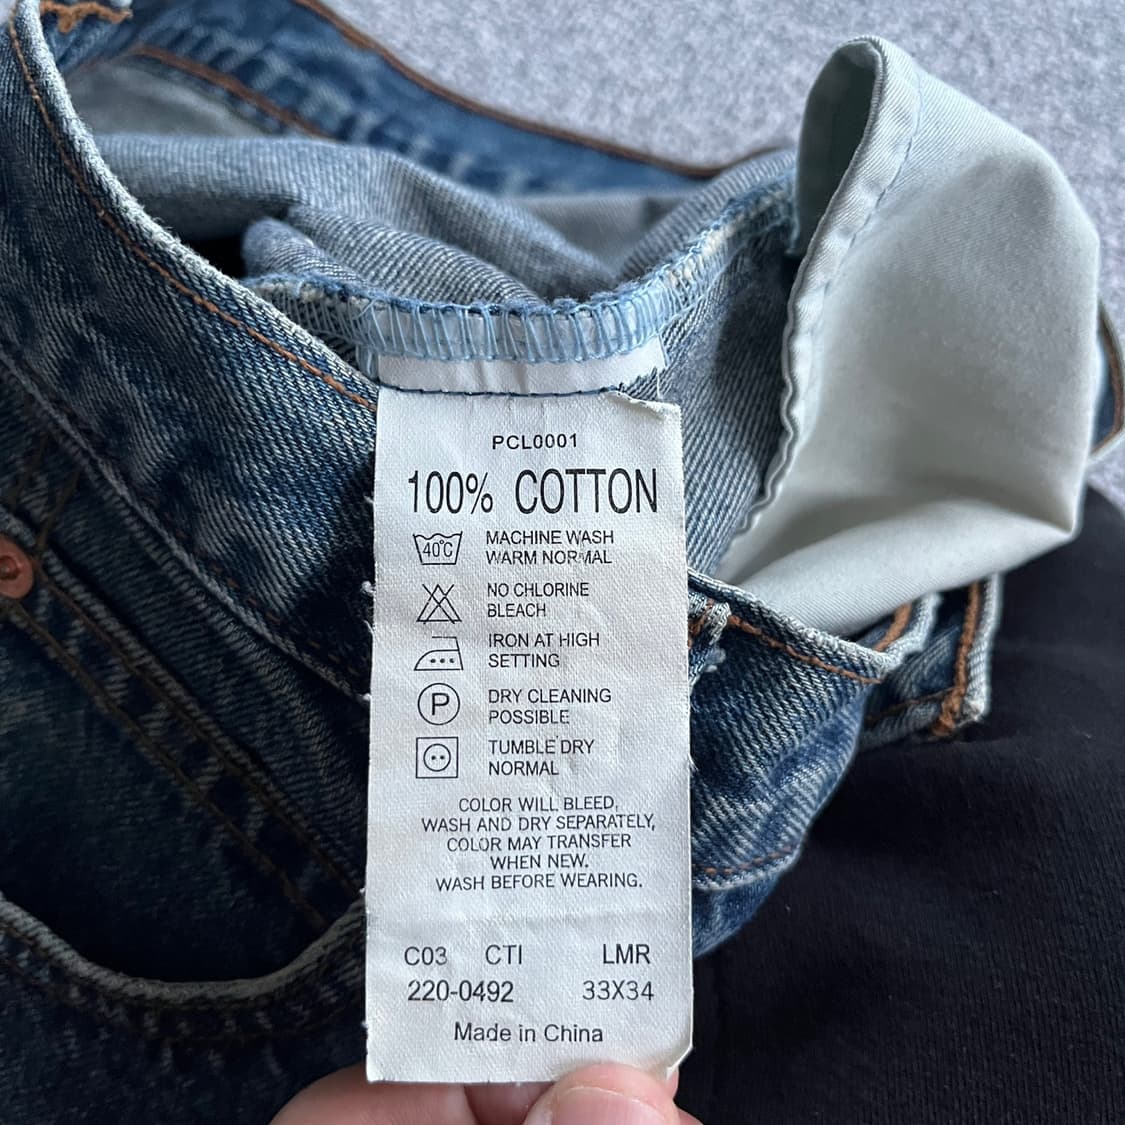 PCL0001
100% COTTON
40°C MACHINE WASH
WARM NORMAL
NO CHLORINE
BLEACH
IRON AT HIGH
SETTING
P DRY CLEANING
POSSIBLE
TUMBLE DRY
NORMAL
COLOR WILL BLEED,
WASH AND DRY SEPARATELY,
COLOR MAY TRANSFER
WHEN NEW.
WASH BEFORE WEARING.
C03 CTI LMR
220-0492 33X34
Made in China